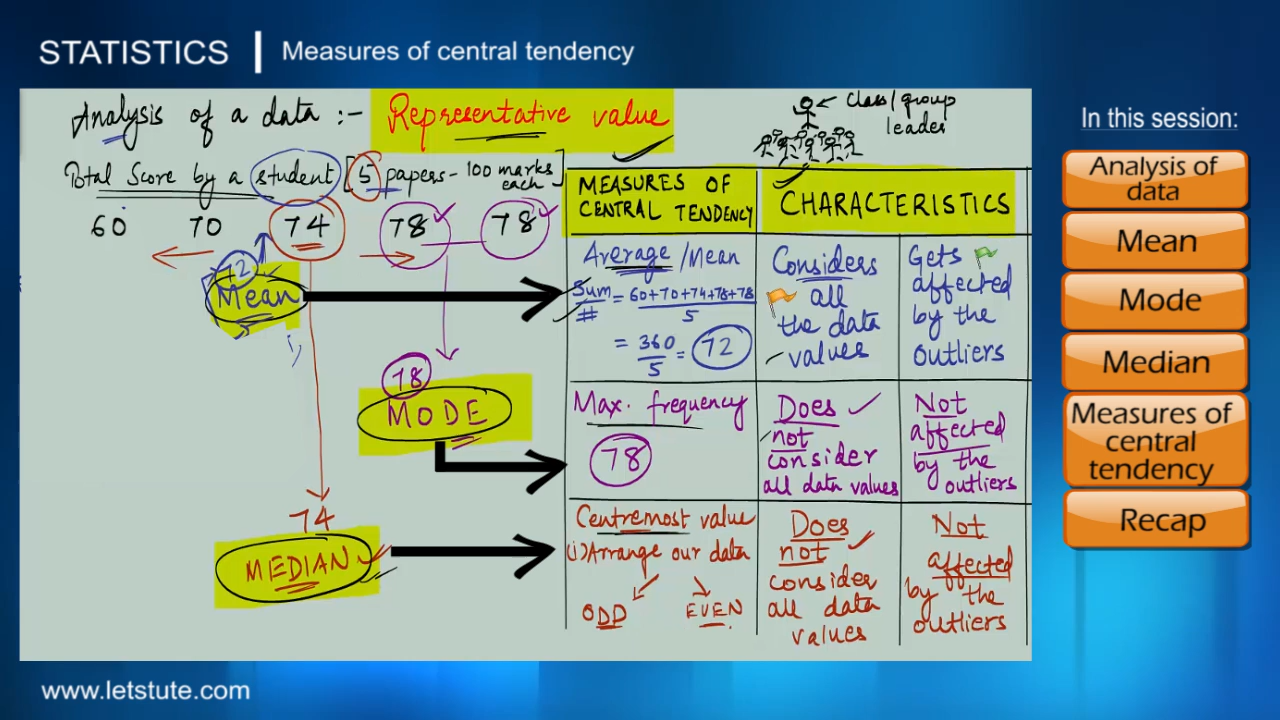 STATISTICS | Measures of central tendency
Analysis of a data :- Representative value
class/group
leader
Total Score by a student [5 papers - 100 marks each]
60 70 74 78 78
72
Mean
78
MODE
74
MEDIAN
MEASURES OF
CENTRAL TENDENCY
CHARACTERISTICS
Average /Mean
Sum/# = 60+70+74+78+78/5
= 360/5 = 72
Considers
all
the data
values
Gets
affected
by the
outliers
Max. frequency
78
Does
not
consider
all data values
Not
affected
by the
outliers
Centremost value
(i) Arrange our data
ODD EVEN
Does
not
consider
all data
values
Not
affected
by the
outliers
In this session:
Analysis of
data
Mean
Mode
Median
Measures of
central
tendency
Recap
www.letstute.com